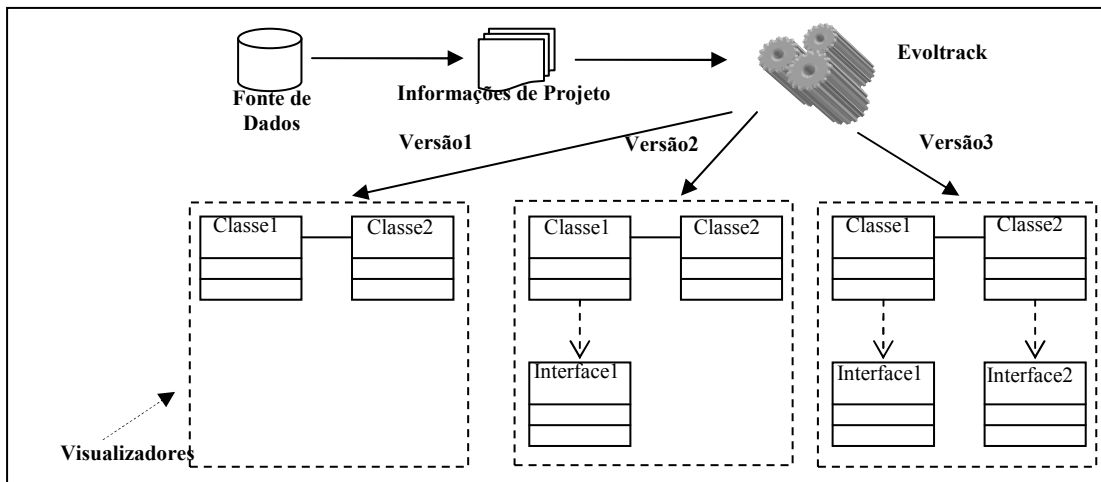 Evoltrack
Fonte de
Dados
Informações de Projeto
Versão1
Versão2
Versão3
Classe1
Classe2
Classe1
Classe2
Classe1
Classe2
Interface1
Interface1
Interface2
Visualizadores